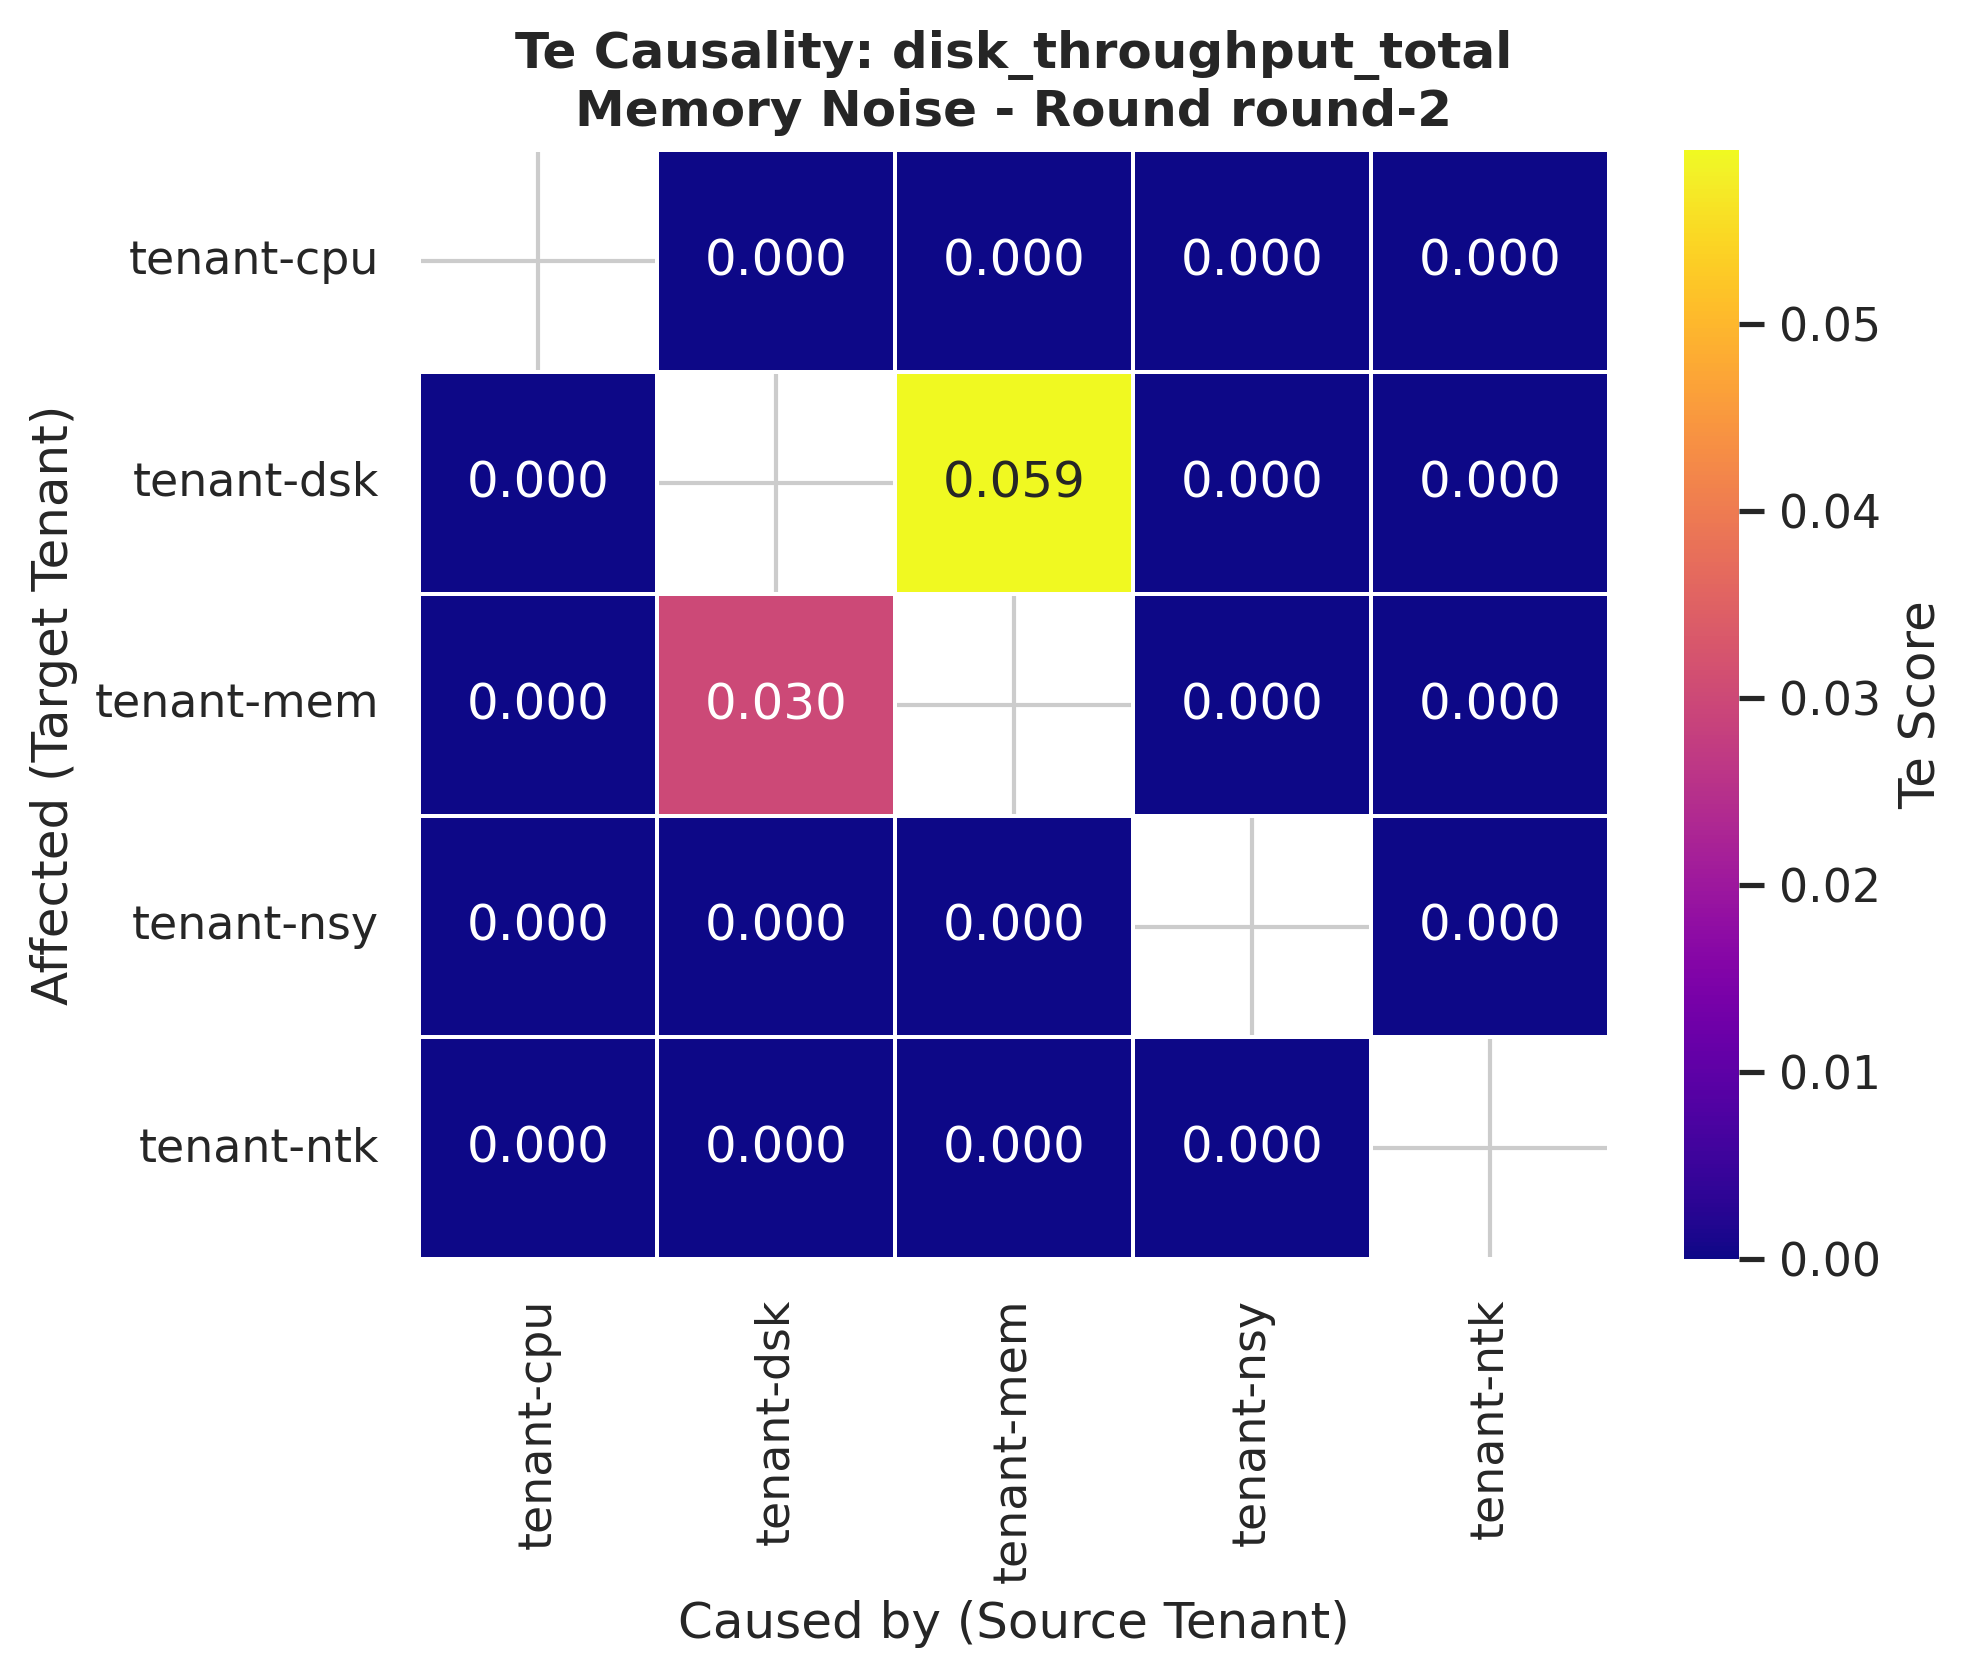 Te Causality: disk_throughput_total
Memory Noise - Round round-2
tenant-cpu
0.000 0.000 0.000 0.000
tenant-dsk
0.000 0.059 0.000 0.000
tenant-mem
0.000 0.030 0.000 0.000
tenant-nsy
0.000 0.000 0.000 0.000
tenant-ntk
0.000 0.000 0.000 0.000
Affected (Target Tenant)
tenant-cpu
tenant-dsk
tenant-mem
tenant-nsy
tenant-ntk
Caused by (Source Tenant)
0.05
0.04
0.03
0.02
0.01
0.00
Te Score